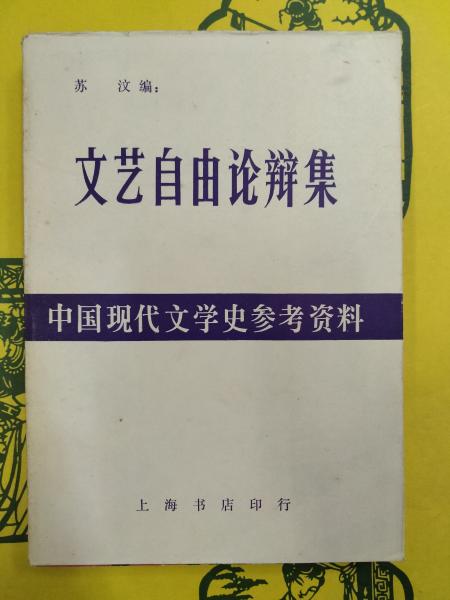 苏 汶编：
文艺自由论辩集
中国现代文学史参考资料
上海书店印行